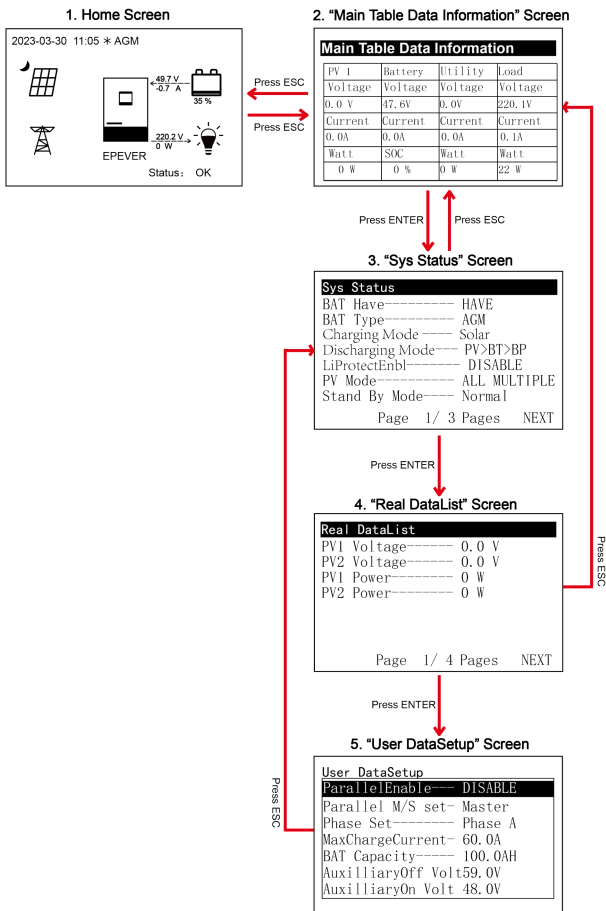 1. Home Screen
2023-03-30 11:05 ☀ AGM
49.7 V
-0.7 A
35 %
220.2 V
0 W
EPEVER
Status： OK
Press ESC
Press ESC
2. “Main Table Data Information” Screen
Main Table Data Information
PV 1 Battery Utility Load
Voltage Voltage Voltage Voltage
0.0 V 47.6V 0.0V 220.1V
Current Current Current Current
0.0A 0.0A 0.0A 0.1A
Watt SOC Watt Watt
0 W 0 % 0 W 22 W
Press ENTER Press ESC
3. “Sys Status” Screen
Sys Status
BAT Have--------- HAVE
BAT Type--------- AGM
Charging Mode ---- Solar
Discharging Mode--- PV>BT>BP
LiProtectEnbl------- DISABLE
PV Mode---------- ALL MULTIPLE
Stand By Mode---- Normal
Page 1/ 3 Pages NEXT
Press ENTER
4. “Real DataList” Screen
Real DataList
PV1 Voltage------ 0.0 V
PV2 Voltage------ 0.0 V
PV1 Power-------- 0 W
PV2 Power-------- 0 W
Page 1/ 4 Pages NEXT
Press ESC
Press ENTER
5. “User DataSetup” Screen
User DataSetup
ParallelEnable--- DISABLE
Parallel M/S set- Master
Phase Set-------- Phase A
MaxChargeCurrent- 60.0A
BAT Capacity----- 100.0AH
AuxilliaryOff Volt59.0V
AuxilliaryOn Volt 48.0V
Press ESC